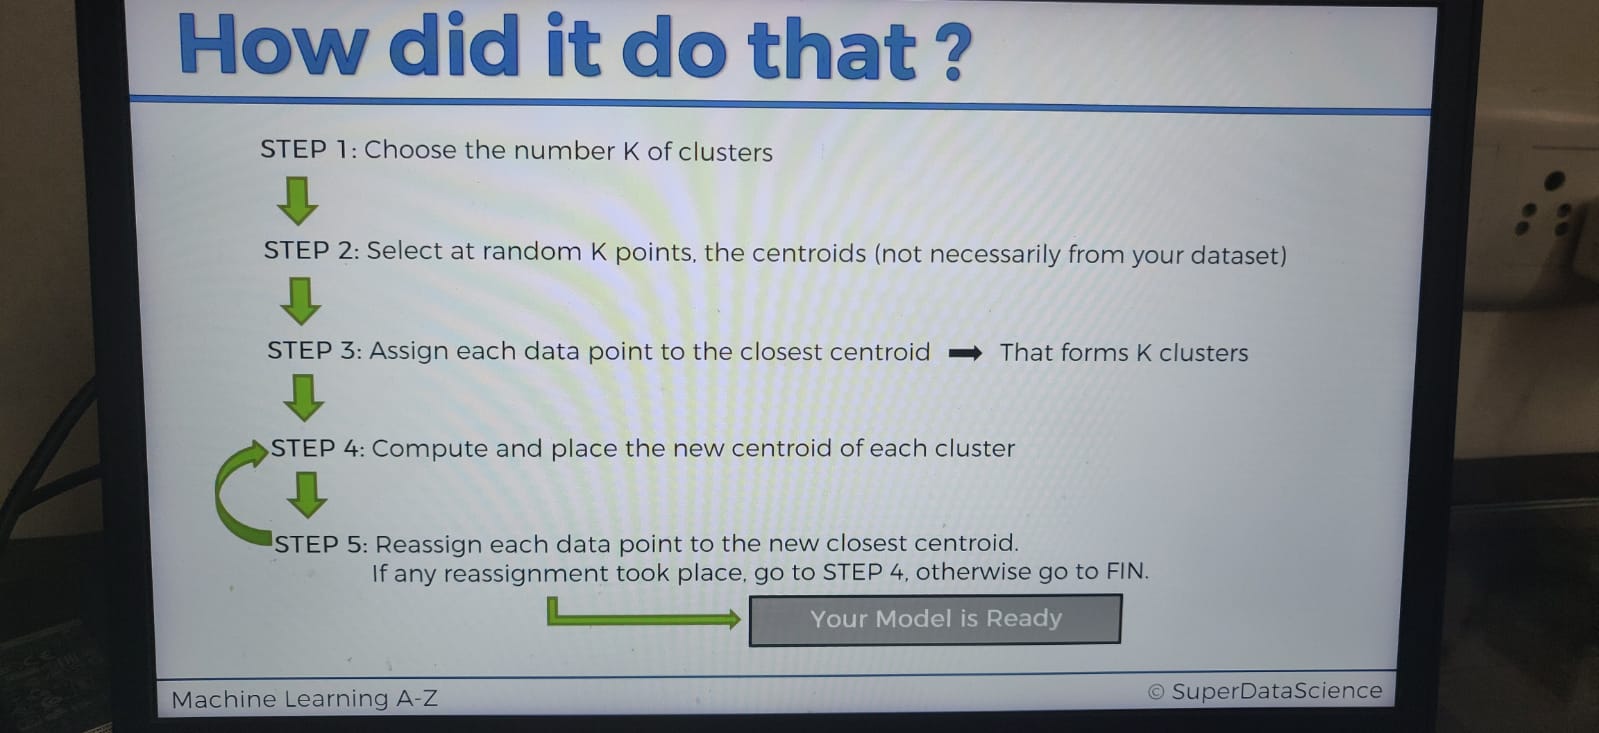 How did it do that ?
STEP 1: Choose the number K of clusters
STEP 2: Select at random K points, the centroids (not necessarily from your dataset)
STEP 3: Assign each data point to the closest centroid ➡ That forms K clusters
STEP 4: Compute and place the new centroid of each cluster
STEP 5: Reassign each data point to the new closest centroid.
If any reassignment took place, go to STEP 4, otherwise go to FIN.
Your Model is Ready
Machine Learning A-Z
© SuperDataScience